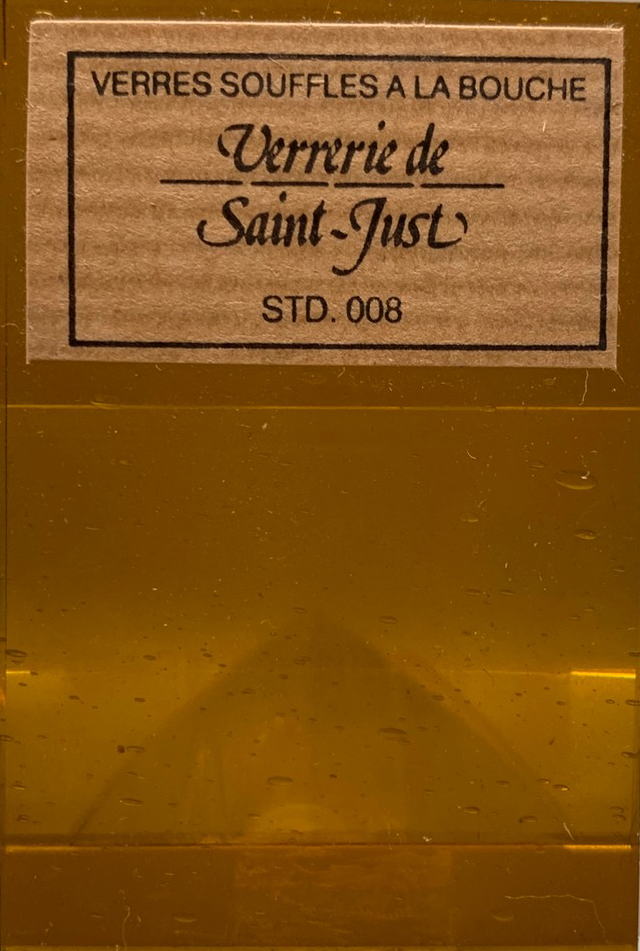 VERRES SOUFFLES A LA BOUCHE
Verrerie de
Saint-Just
STD. 008